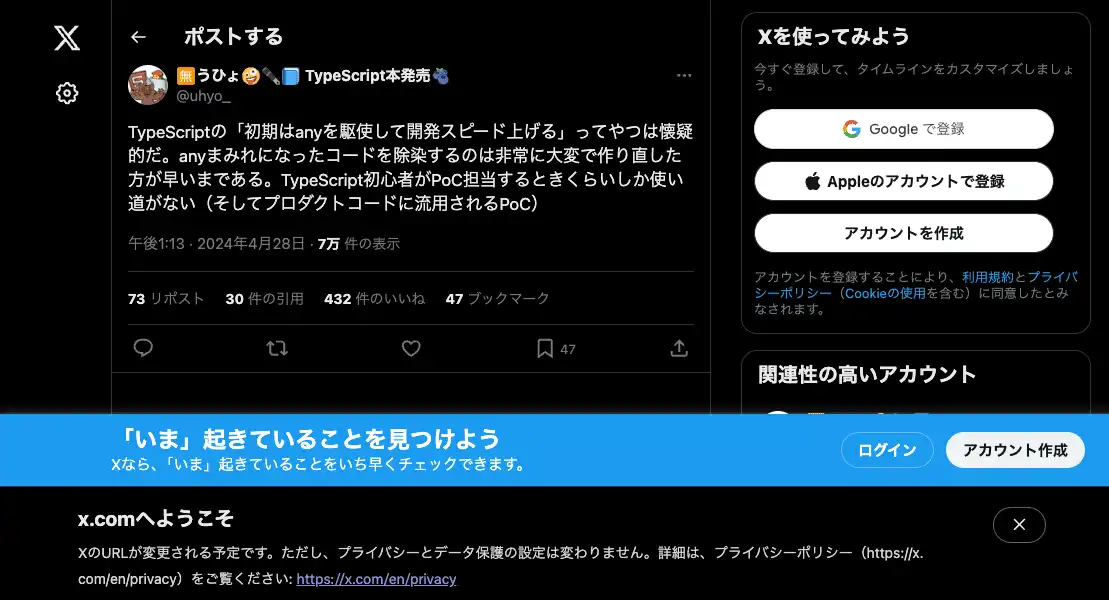 ポストする
🈚うひょ🤪✒📘 TypeScript本発売🫐
@uhyo_
TypeScriptの「初期はanyを駆使して開発スピード上げる」ってやつは懐疑
的だ。anyまみれになったコードを除染するのは非常に大変で作り直した
方が早いまである。TypeScript初心者がPoC担当するときくらいしか使い
道がない（そしてプロダクトコードに流用されるPoC）
午後1:13 · 2024年4月28日 · 7万 件の表示
73 リポスト 30 件の引用 432 件のいいね 47 ブックマーク
47
Xを使ってみよう
今すぐ登録して、タイムラインをカスタマイズしましょ
う。
Google で登録
Appleのアカウントで登録
アカウントを作成
アカウントを登録することにより、利用規約とプライバ
シーポリシー（Cookieの使用を含む）に同意したとみ
なされます。
関連性の高いアカウント
「いま」起きていることを見つけよう
Xなら、「いま」起きていることをいち早くチェックできます。
ログイン
アカウント作成
x.comへようこそ
XのURLが変更される予定です。ただし、プライバシーとデータ保護の設定は変わりません。詳細は、プライバシーポリシー（https://x.
com/en/privacy）をご覧ください: https://x.com/en/privacy